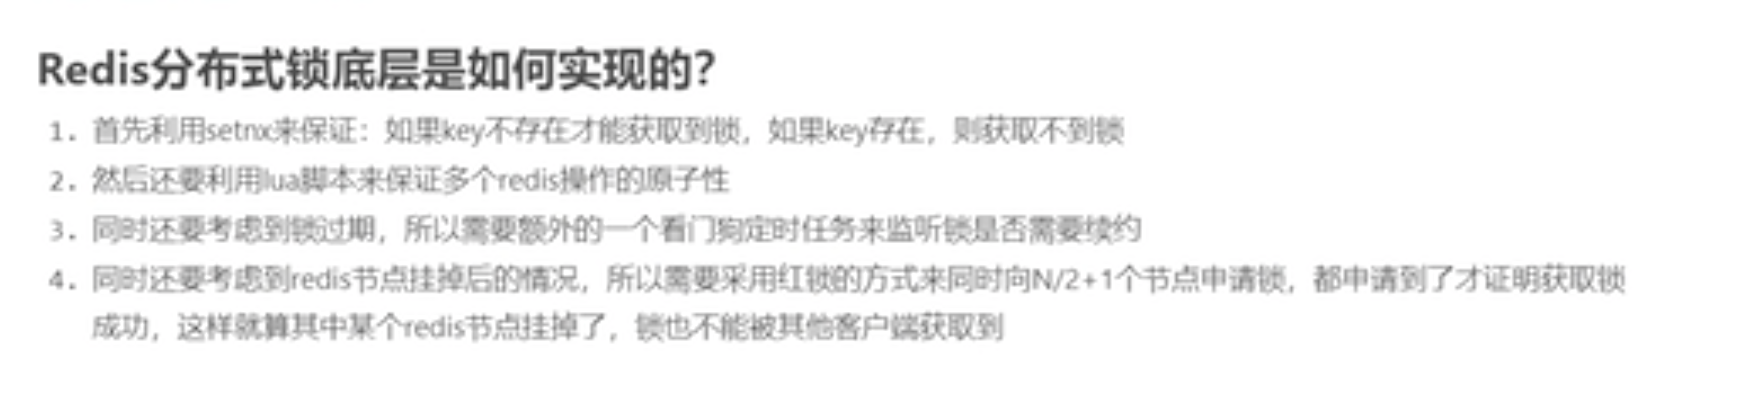 Redis分布式锁底层是如何实现的?
1. 首先利用setnx来保证：如果key不存在才能获取到锁，如果key存在，则获取不到锁
2. 然后还要利用lua脚本来保证多个redis操作的原子性
3. 同时还要考虑到锁过期，所以需要额外的一个看门狗定时任务来监听锁是否需要续约
4. 同时还要考虑到redis节点挂掉后的情况，所以需要采用红锁的方式来同时向N/2+1个节点申请锁，都申请到了才证明获取锁
成功，这样就算其中某个redis节点挂掉了，锁也不能被其他客户端获取到